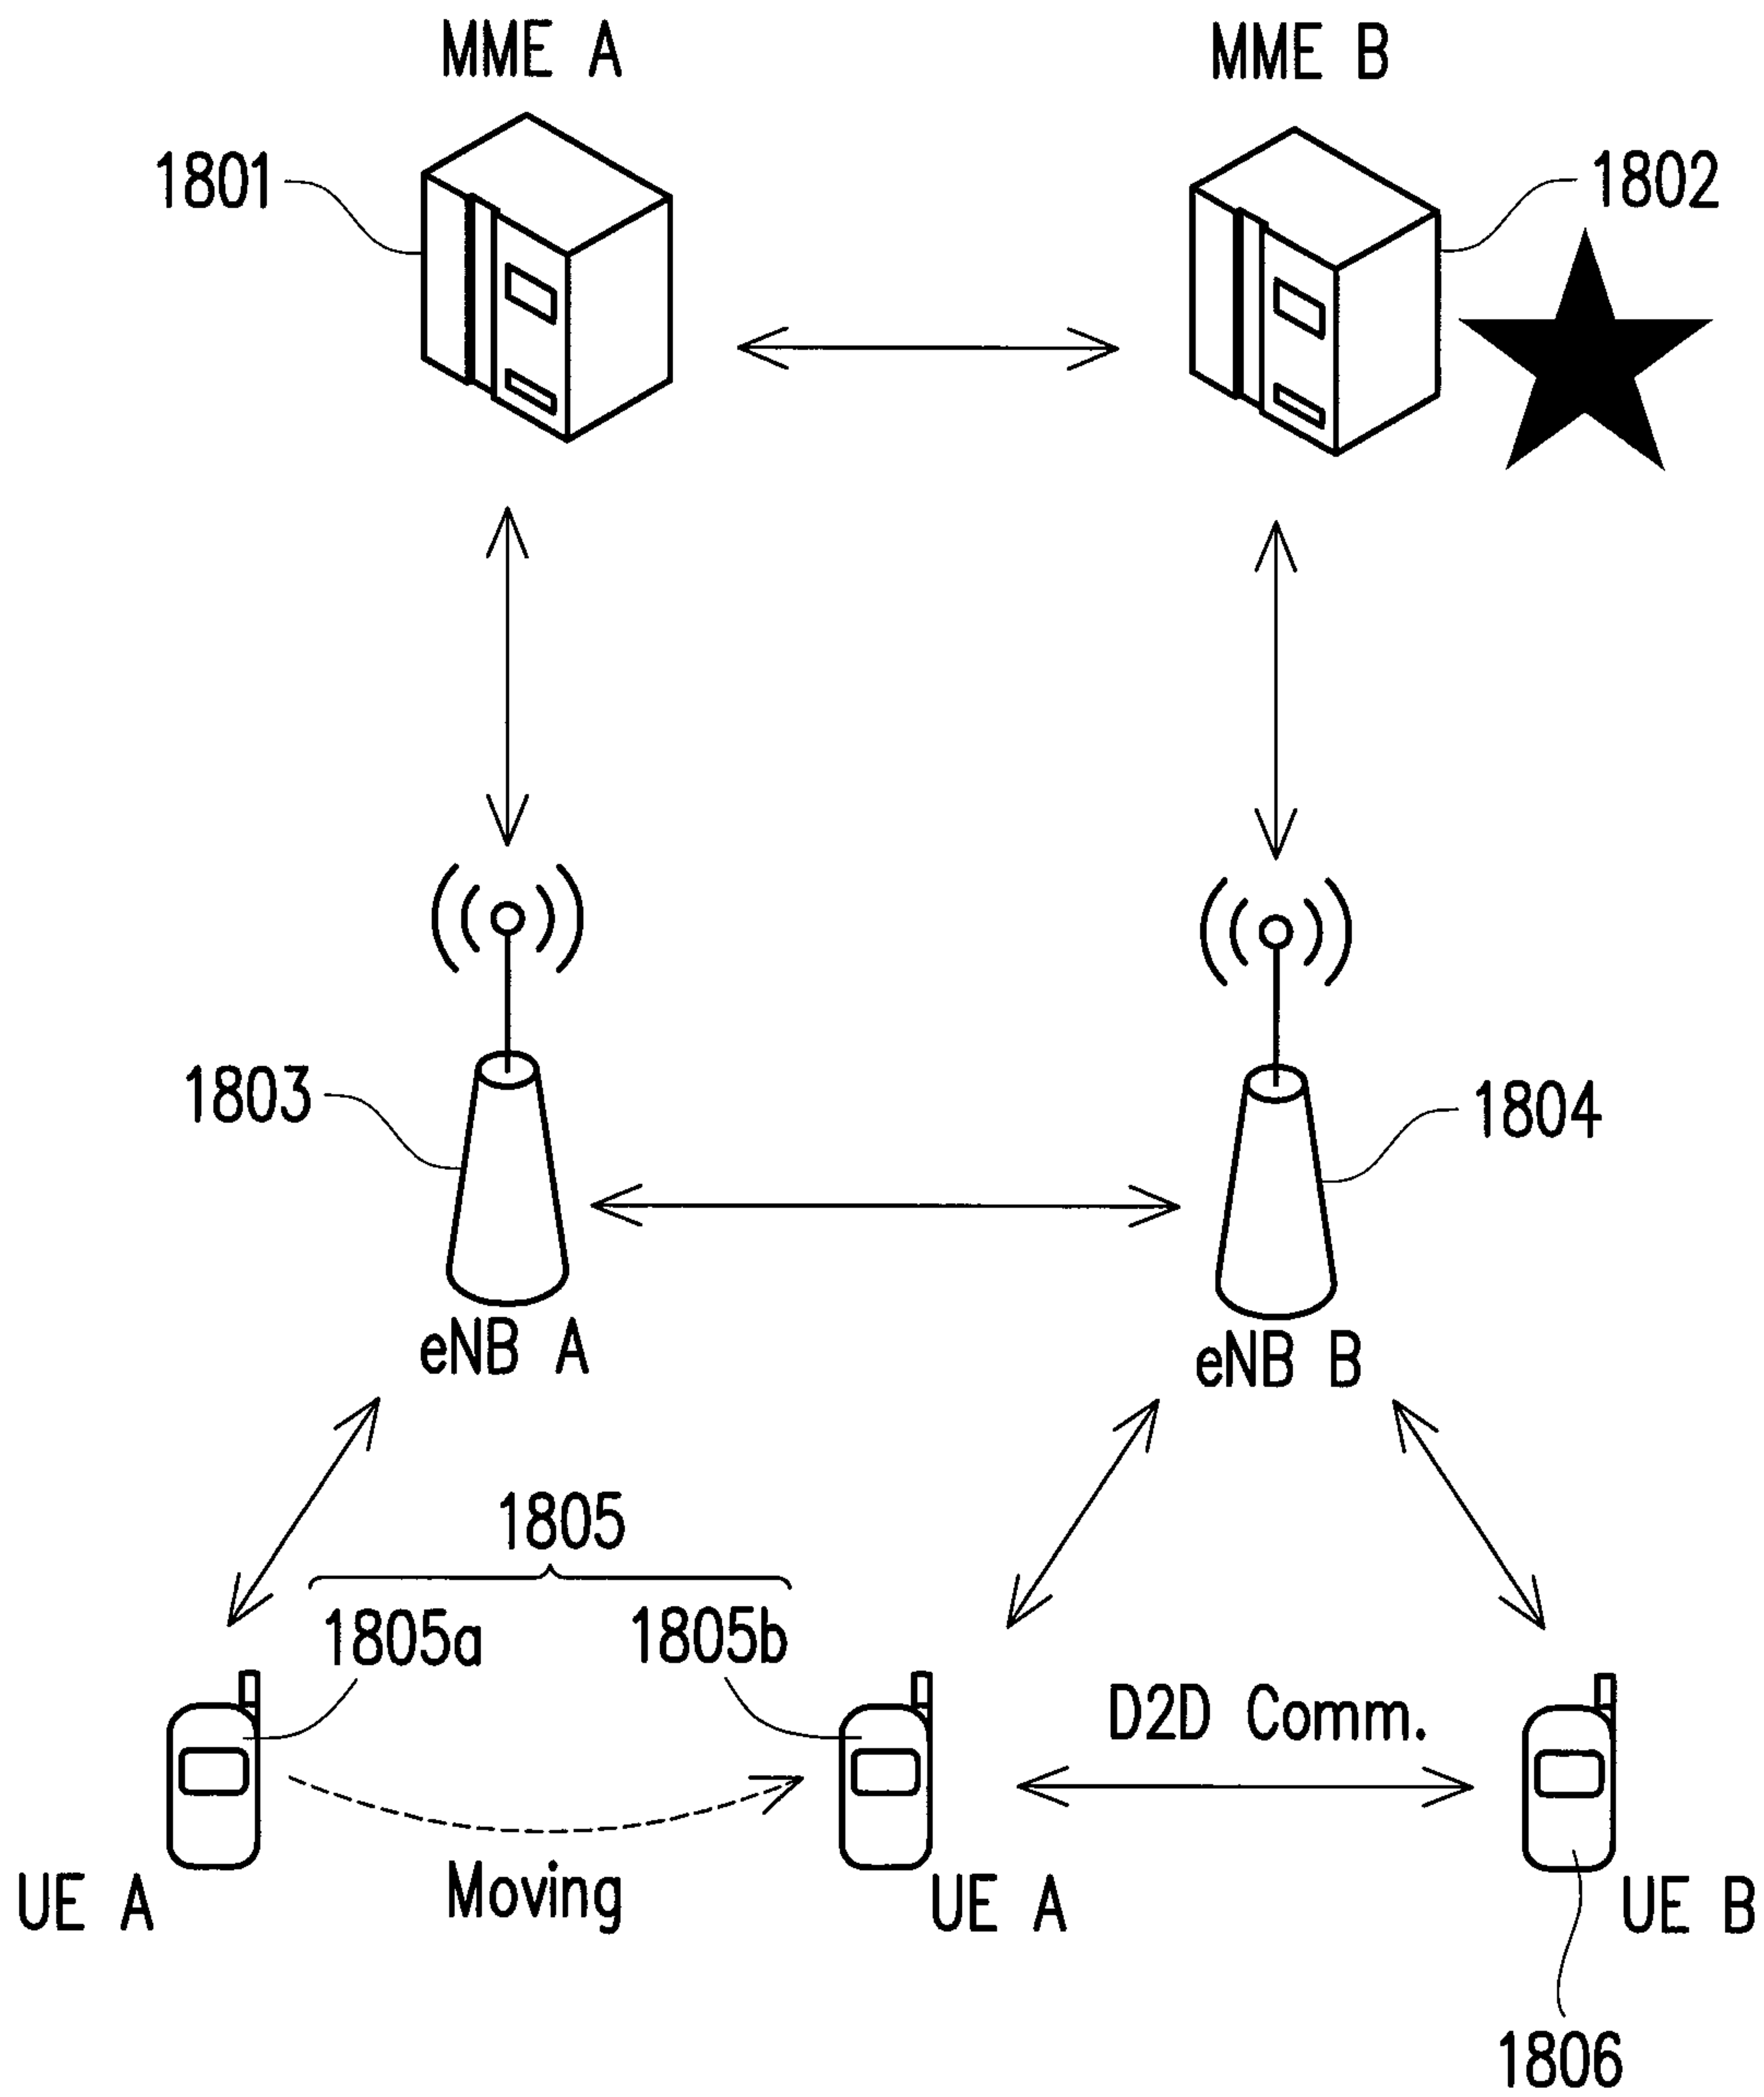 MME A
MME B
1801
1802
1803
1804
eNB A
eNB B
1805
1805a
1805b
D2D Comm.
UE A
Moving
UE A
UE B
1806